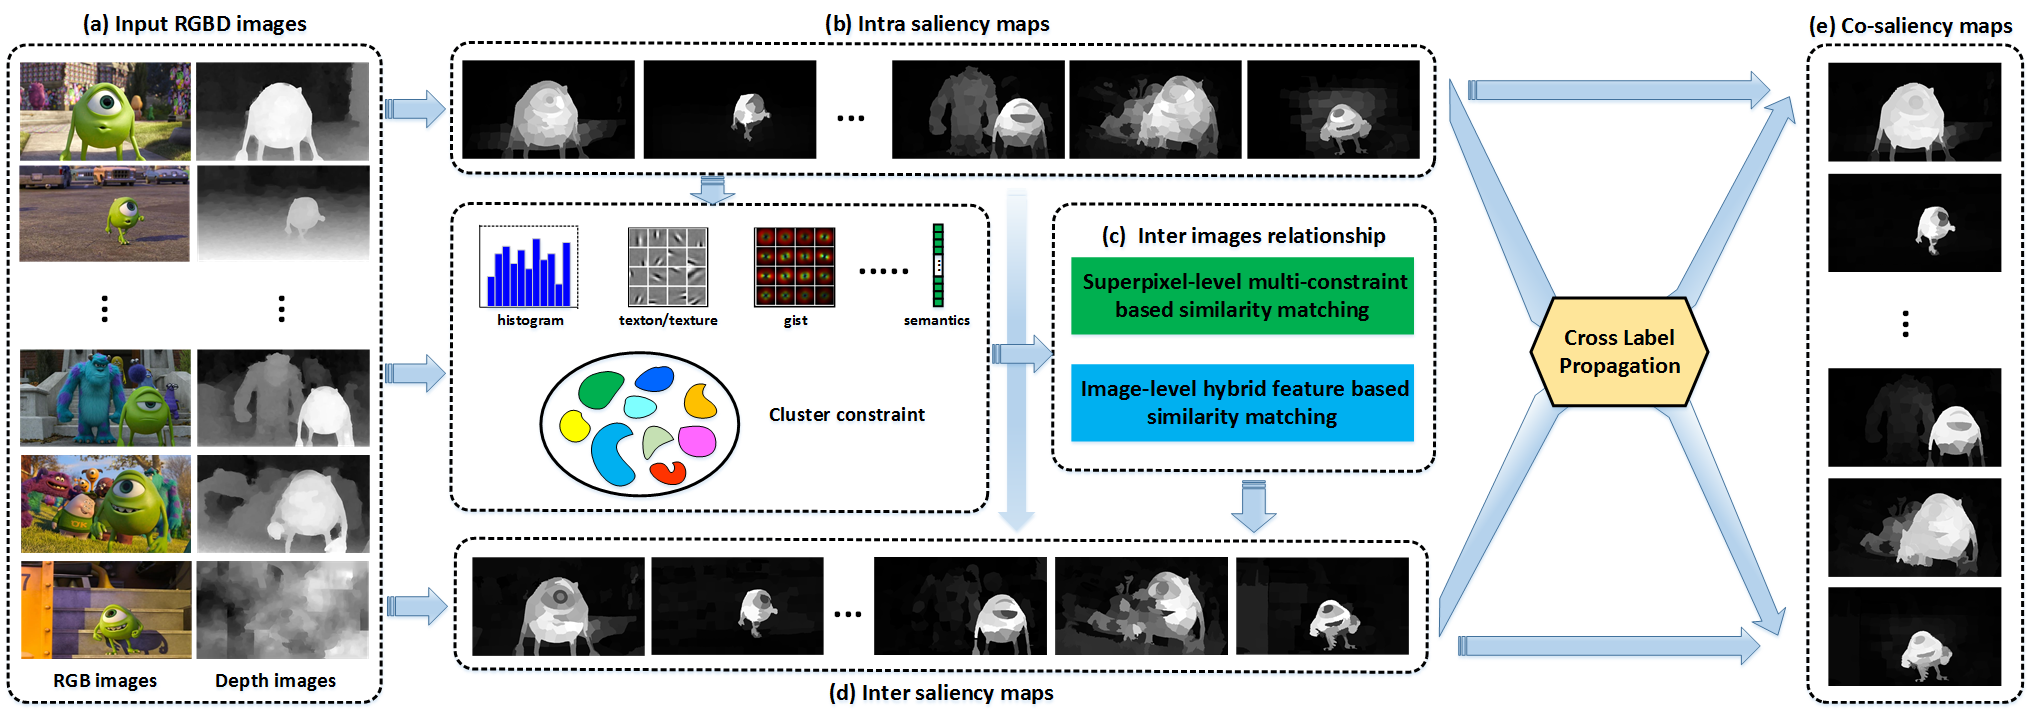 (a) Input RGBD images
(b) Intra saliency maps
(e) Co-saliency maps
histogram
texton/texture
gist
semantics
Cluster constraint
(c) Inter images relationship
Superpixel-level multi-constraint
based similarity matching
Image-level hybrid feature based
similarity matching
Cross Label
Propagation
OK
7
RGB images
Depth images
(d) Inter saliency maps